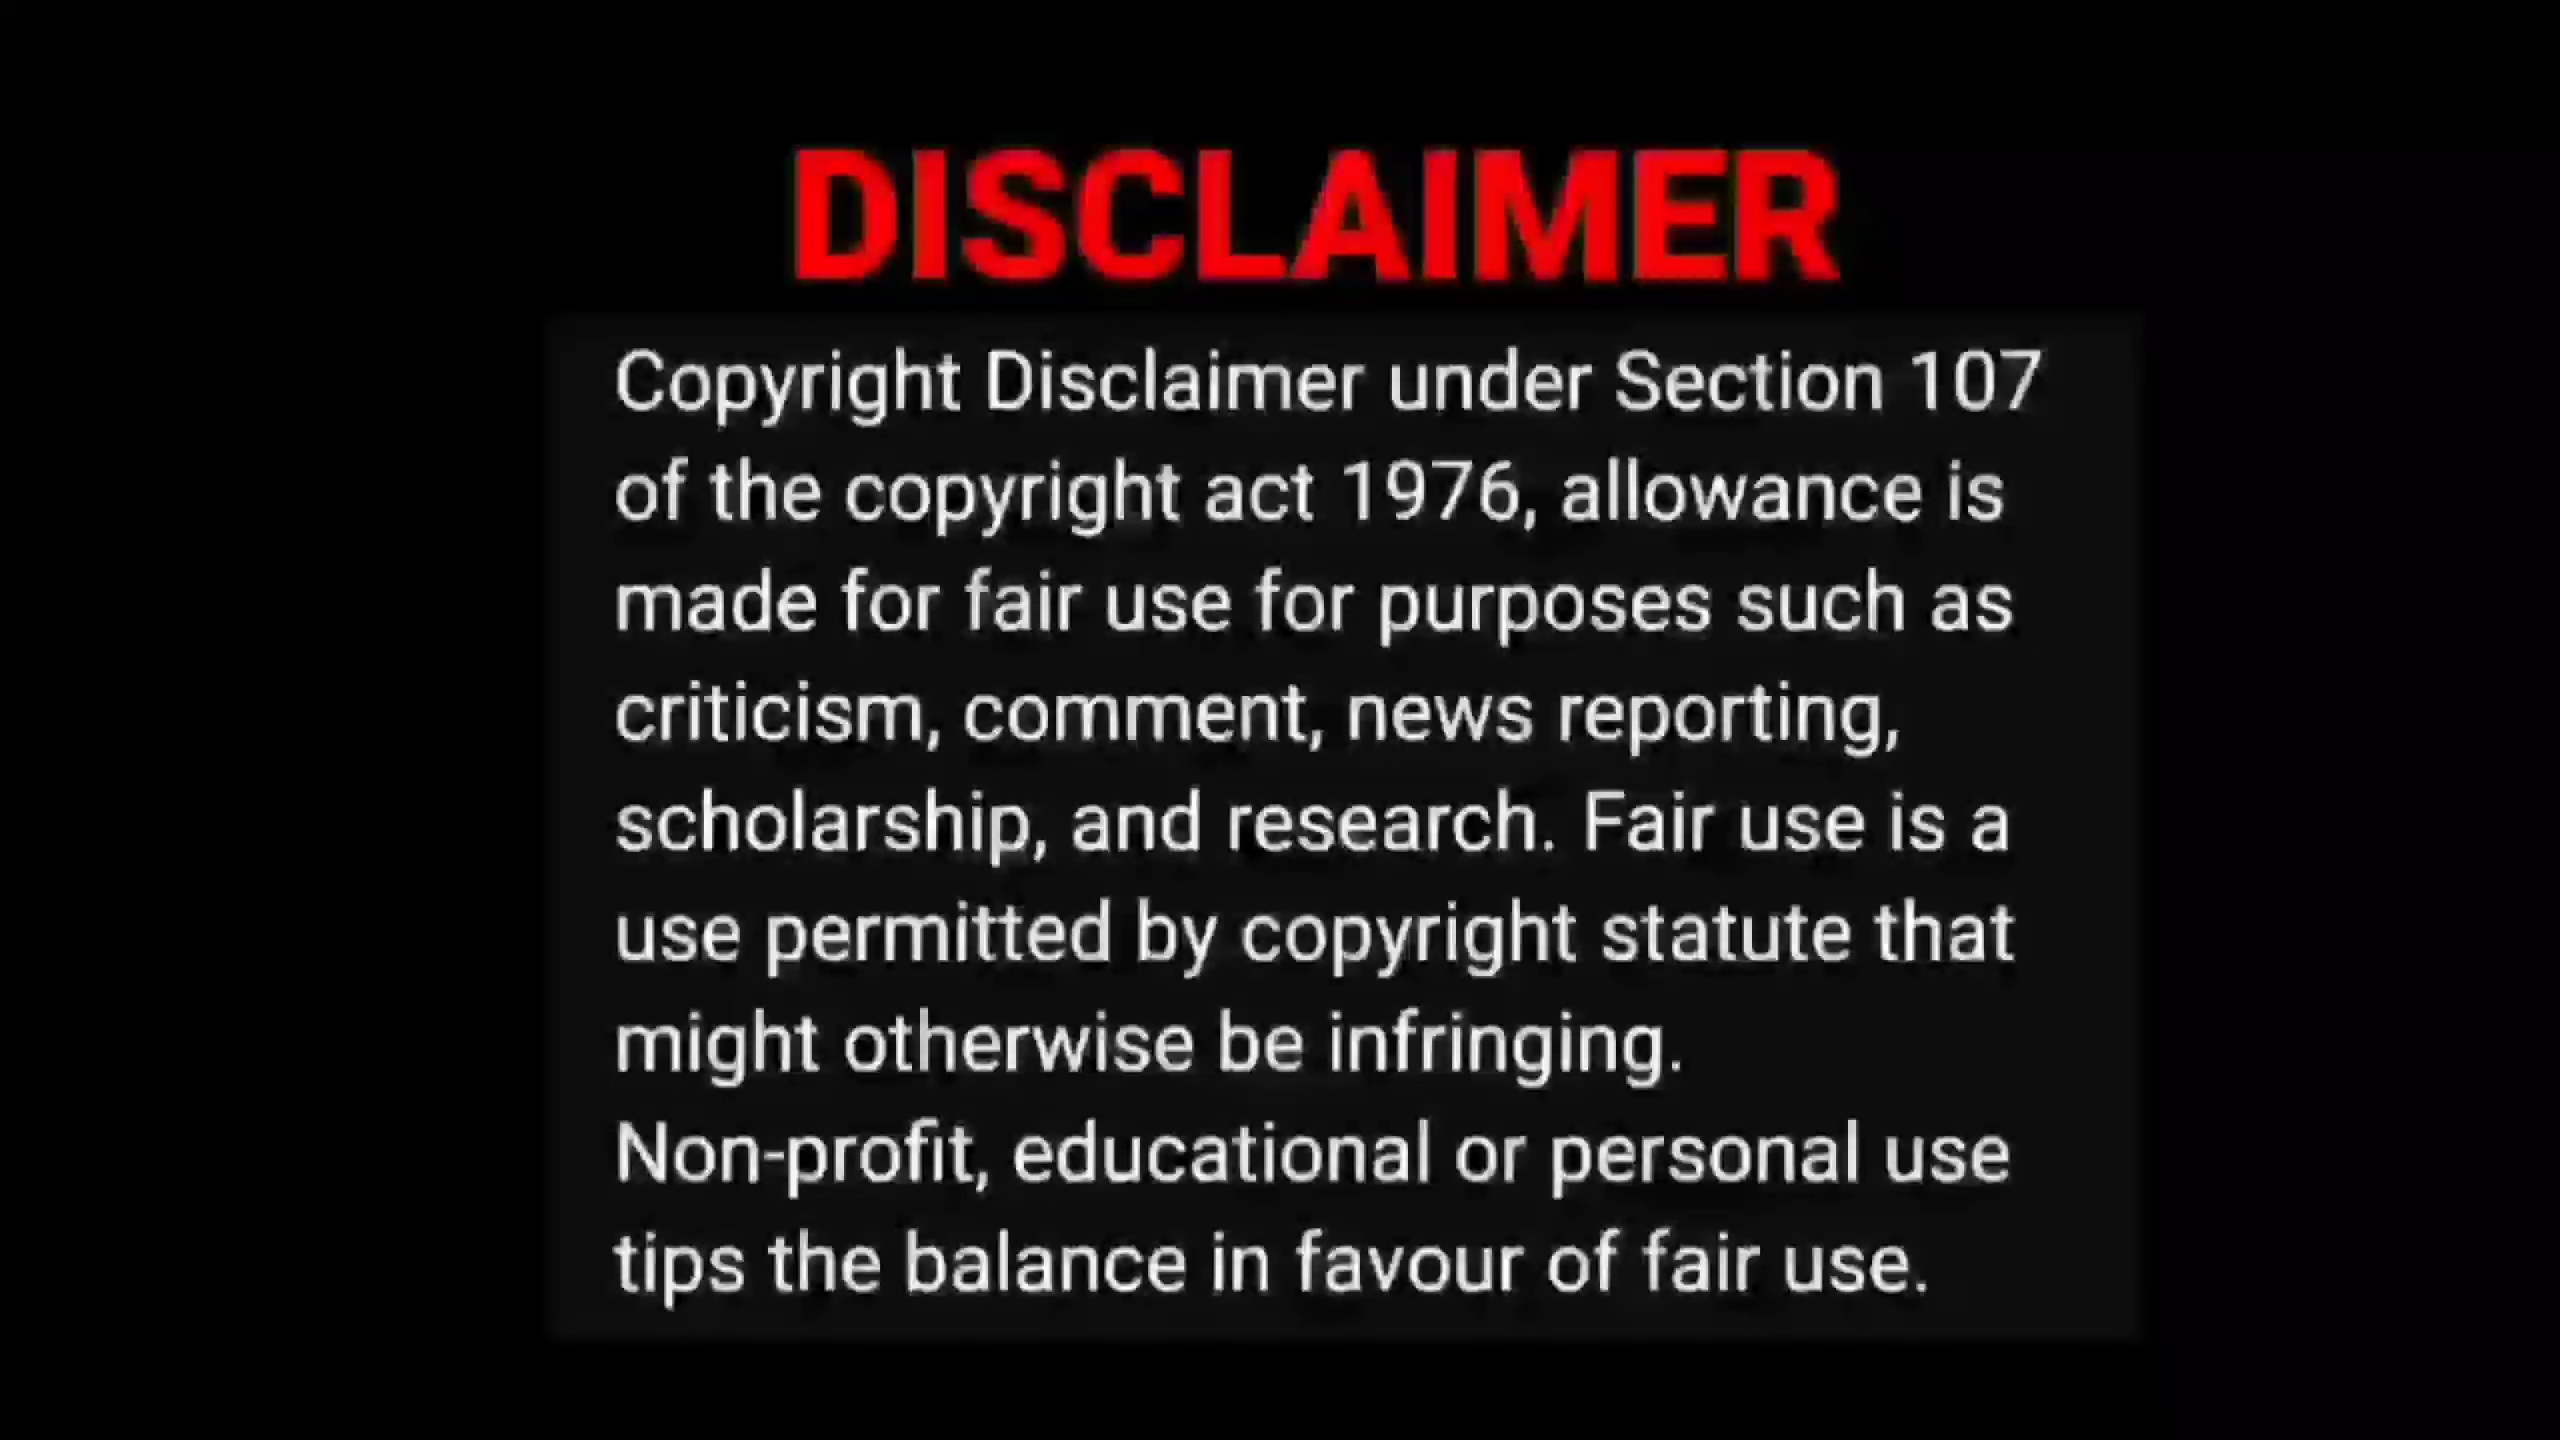 DISCLAIMER
Copyright Disclaimer under Section 107
of the copyright act 1976, allowance is
made for fair use for purposes such as
criticism, comment, news reporting,
scholarship, and research. Fair use is a
use permitted by copyright statute that
might otherwise be infringing.
Non-profit, educational or personal use
tips the balance in favour of fair use.